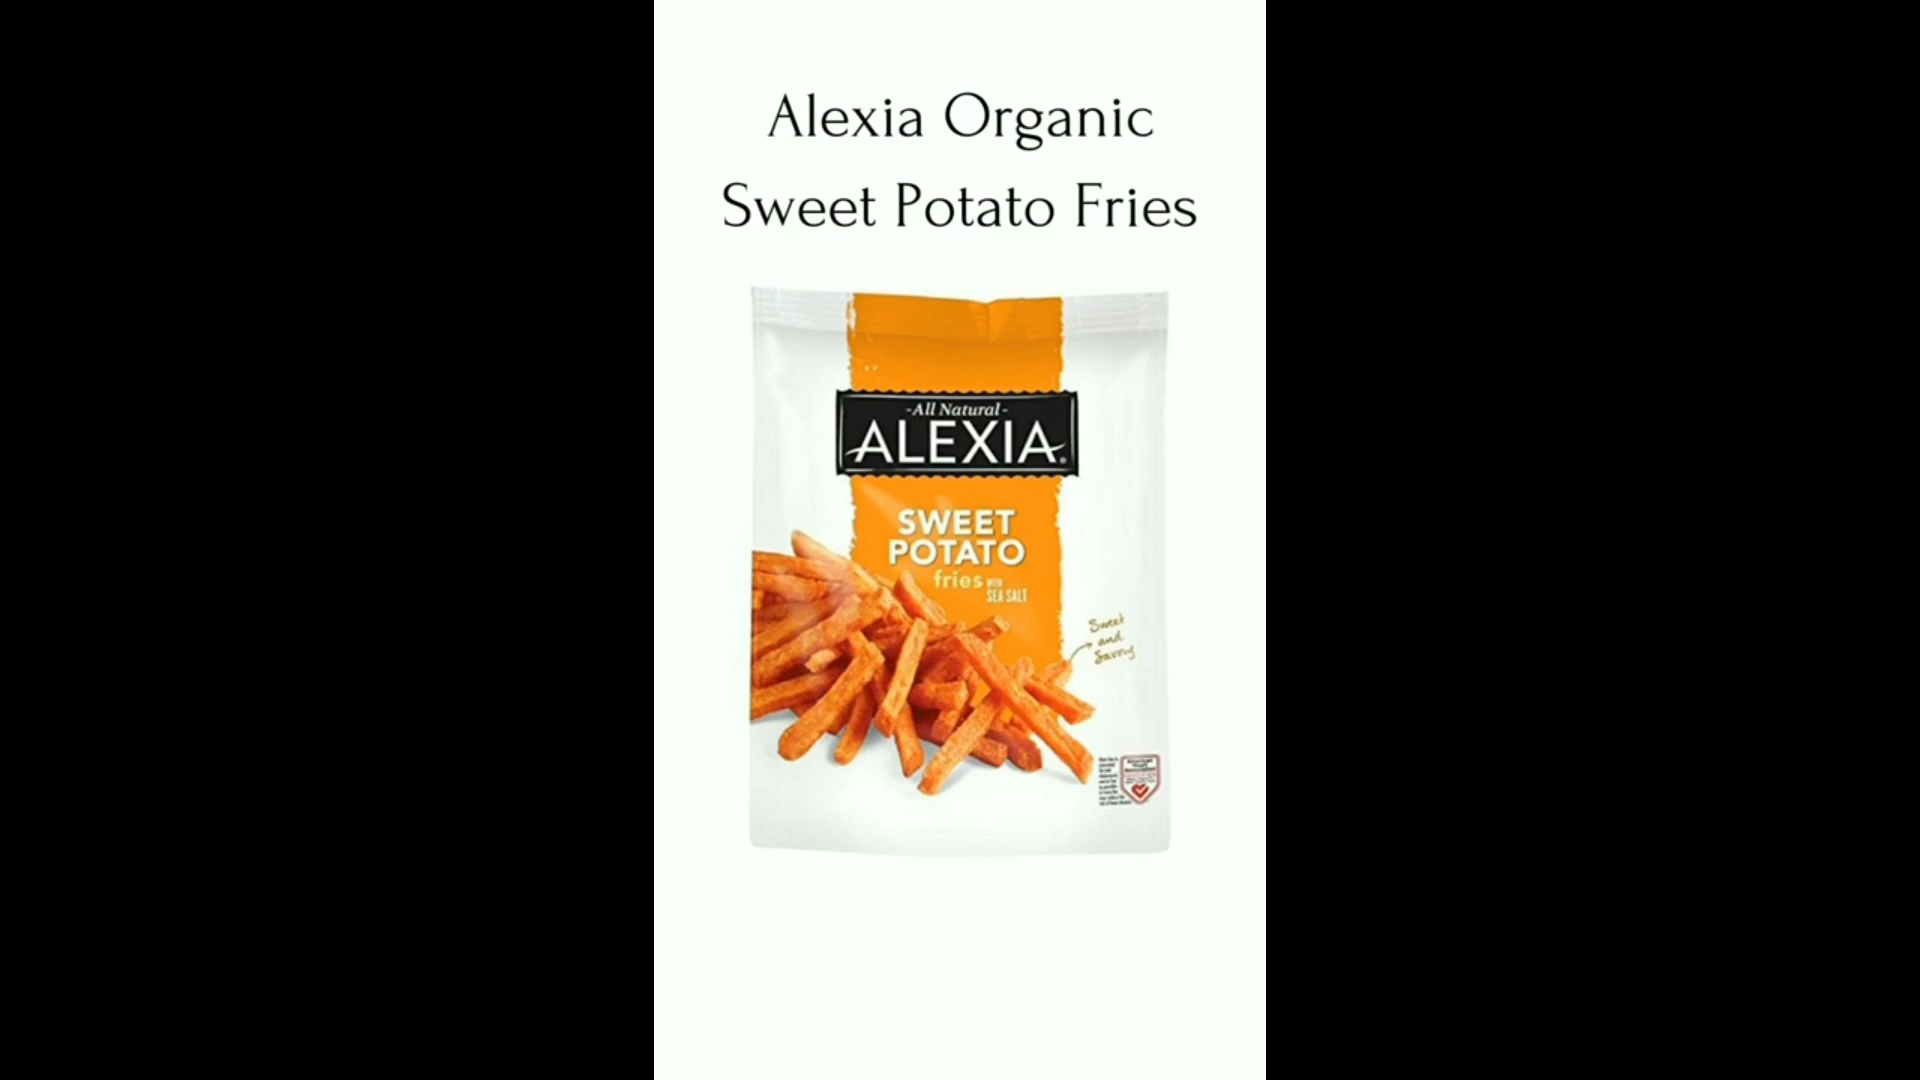 Alexia Organic
Sweet Potato Fries
-All Natural-
ALEXIA
SWEET
POTATO
fries WITH
SEA SALT
Sweet
and
Savory